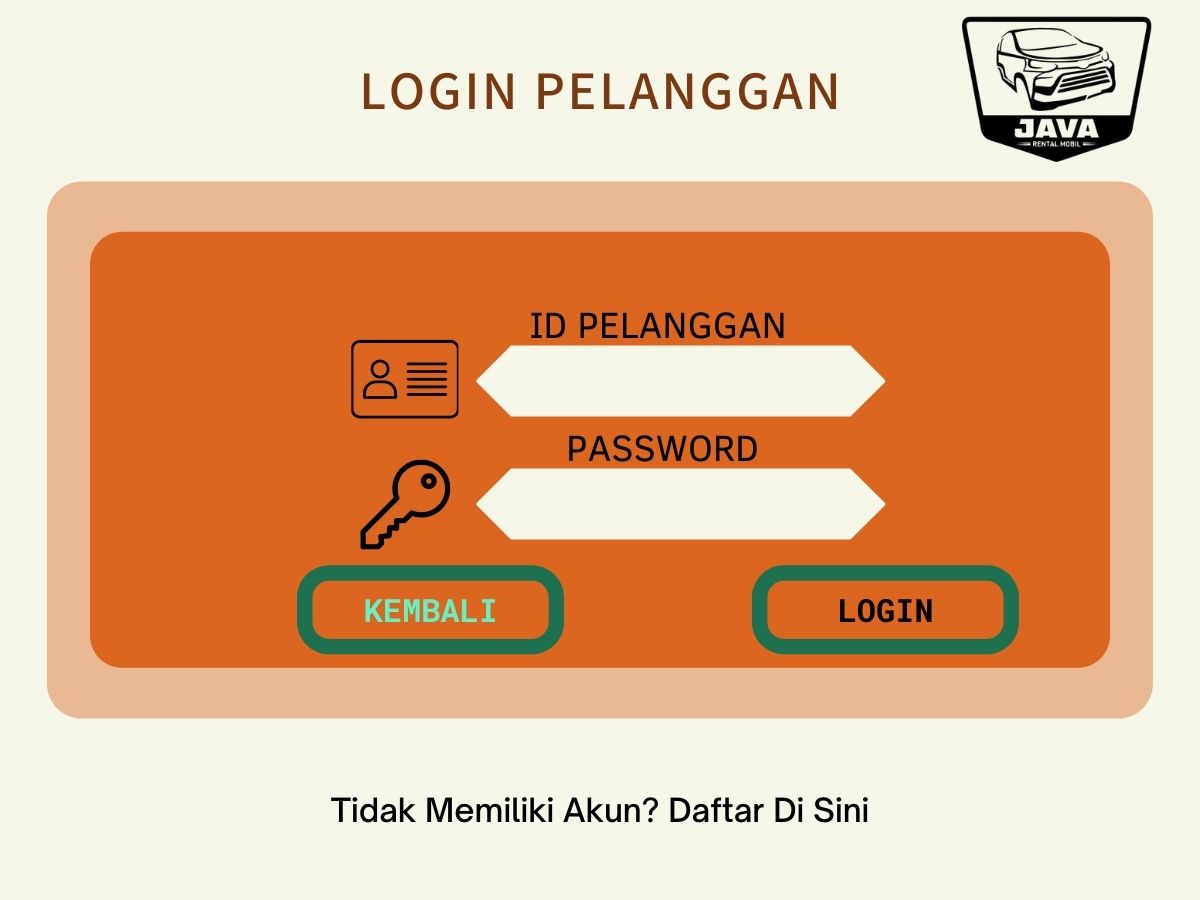 LOGIN PELANGGAN
JAVA
RENTAL MOBIL
ID PELANGGAN
PASSWORD
KEMBALI
LOGIN
Tidak Memiliki Akun? Daftar Di Sini